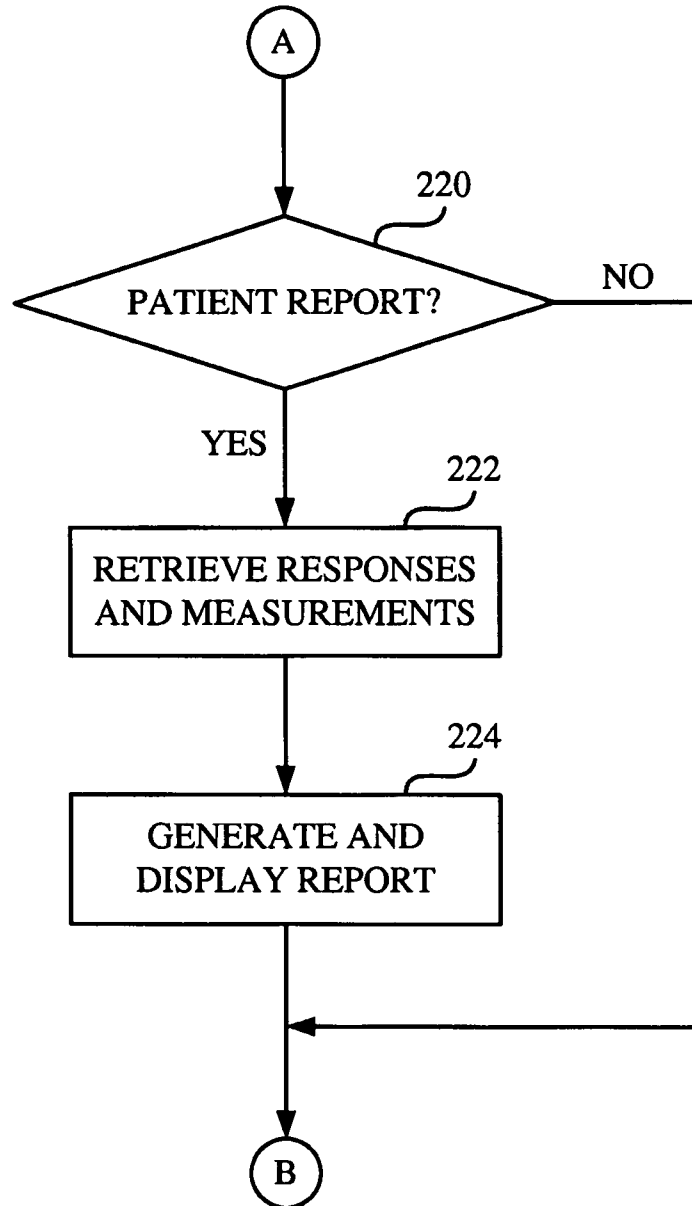 A
220
PATIENT REPORT?
NO
YES
222
RETRIEVE RESPONSES
AND MEASUREMENTS
224
GENERATE AND
DISPLAY REPORT
B